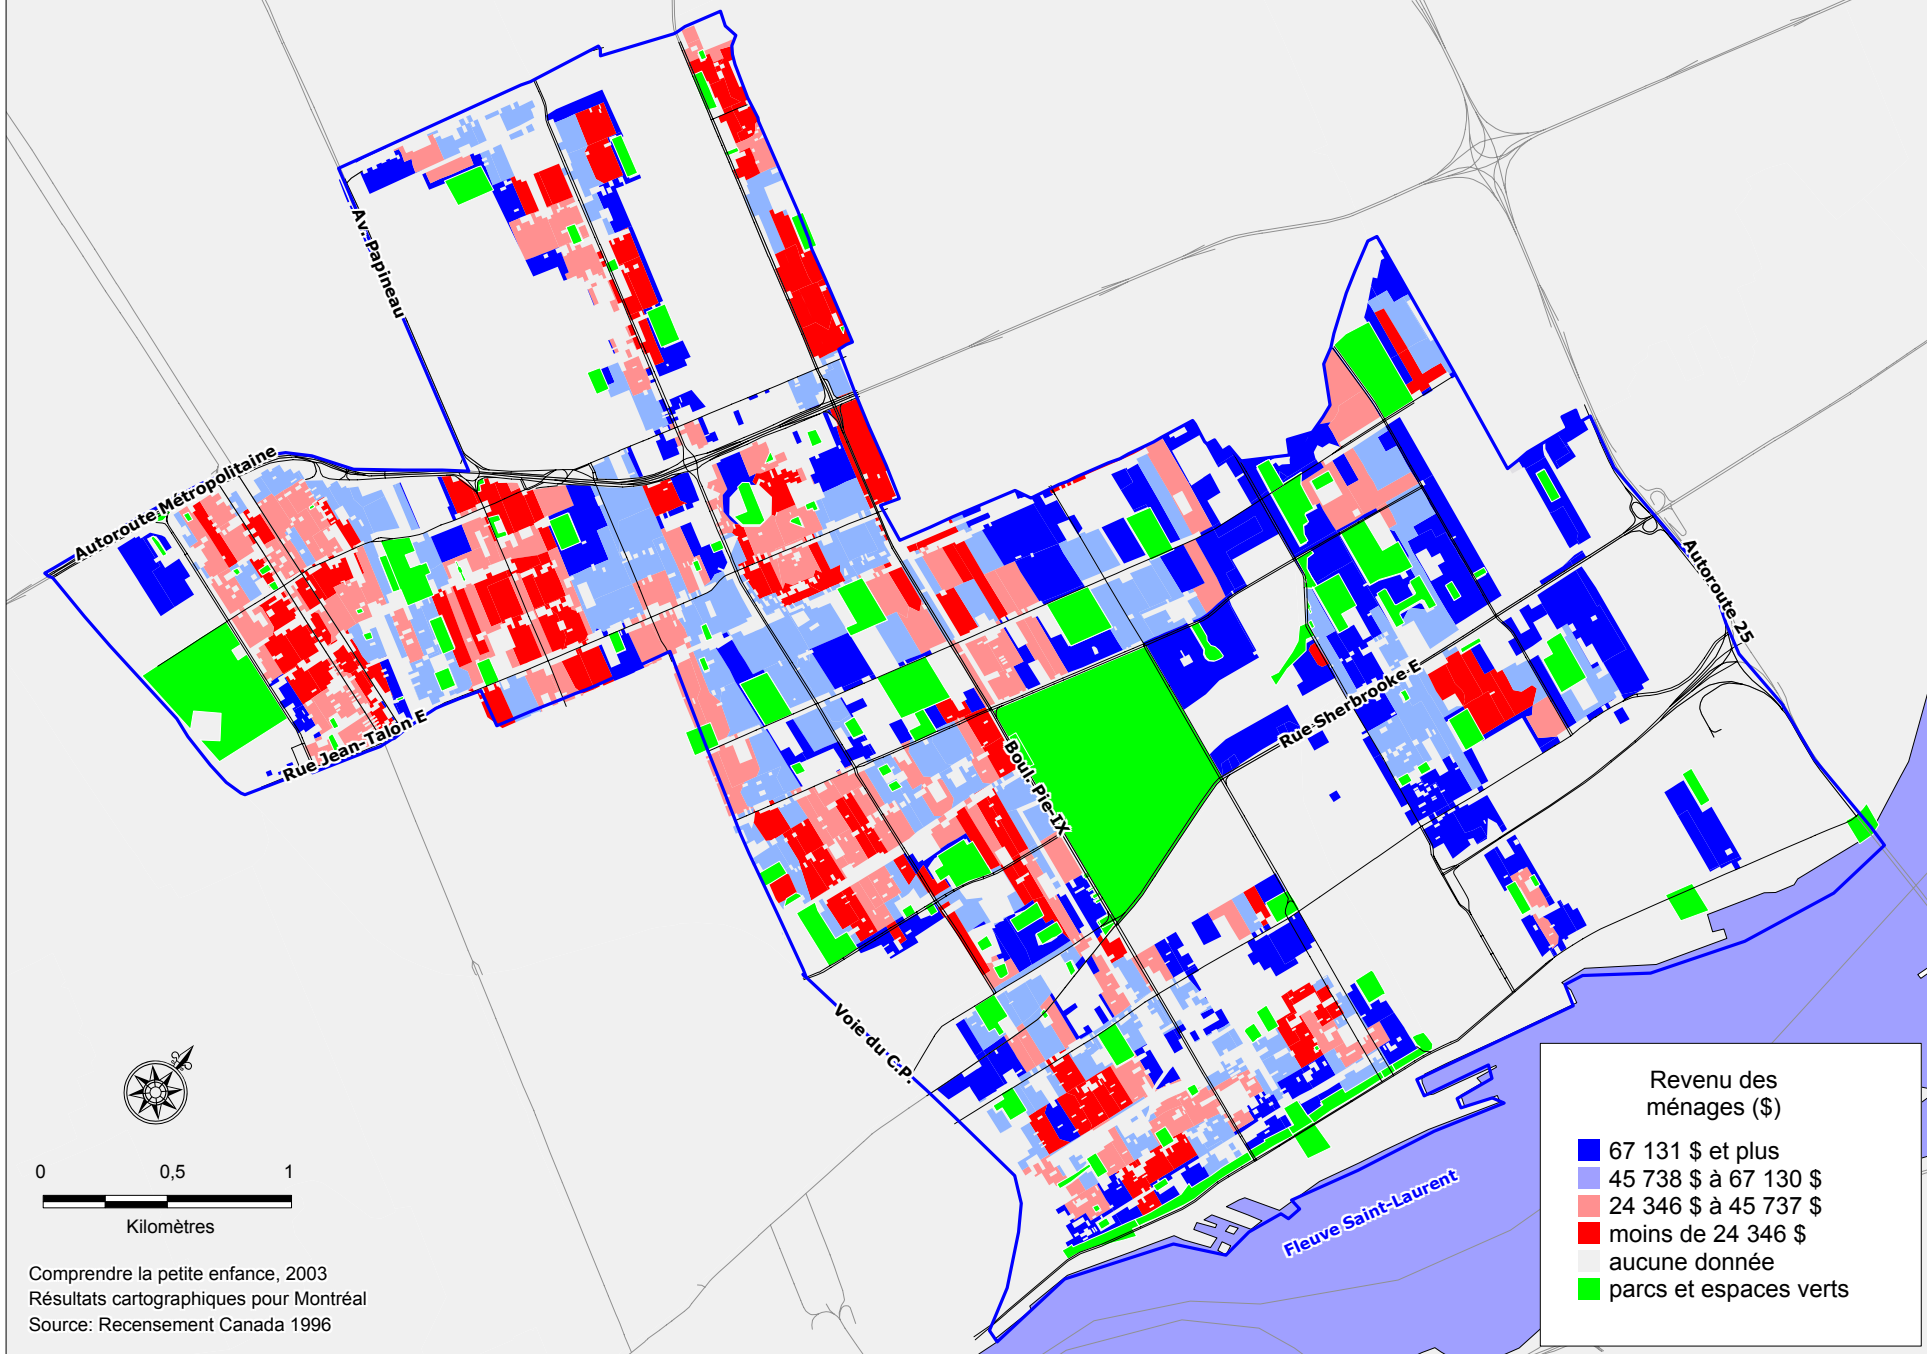 Av. Papineau
Autoroute Métropolitaine
Rue Jean-Talon E
Boul. Pie-IX
Rue Sherbrooke E
Autoroute 25
Voie du C.P.
Fleuve Saint-Laurent
0 0,5 1
Kilomètres
Comprendre la petite enfance, 2003
Résultats cartographiques pour Montréal
Source: Recensement Canada 1996
Revenu des
ménages ($)
67 131 $ et plus
45 738 $ à 67 130 $
24 346 $ à 45 737 $
moins de 24 346 $
aucune donnée
parcs et espaces verts